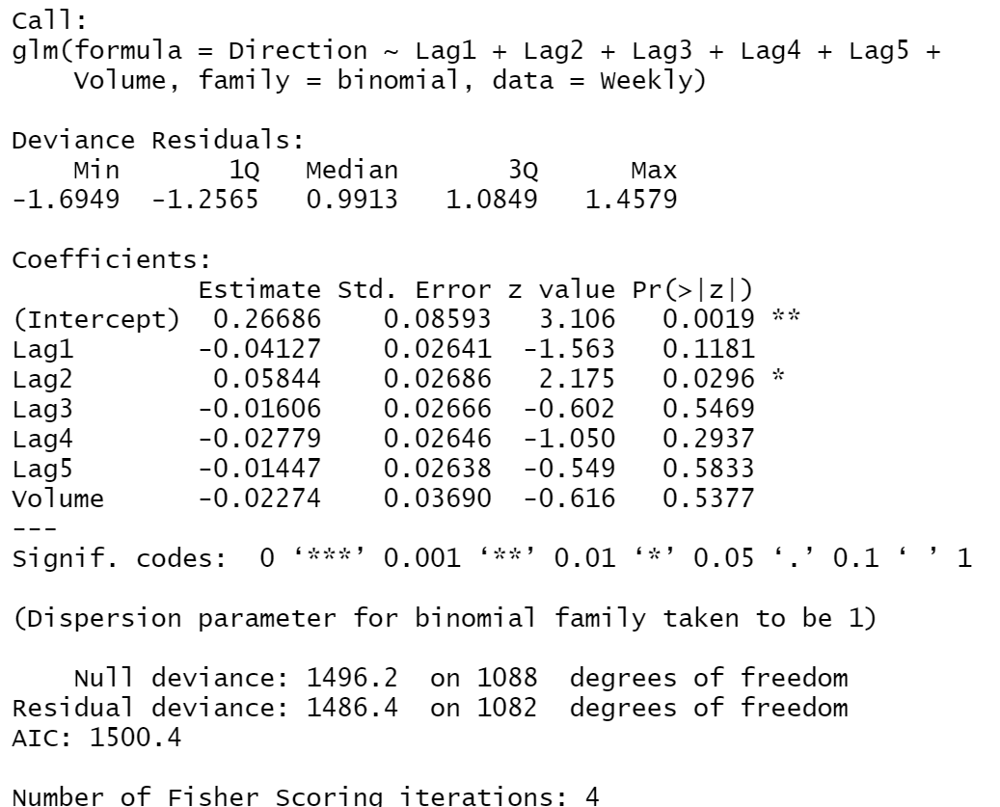 Call:
glm(formula = Direction ~ Lag1 + Lag2 + Lag3 + Lag4 + Lag5 +
    Volume, family = binomial, data = Weekly)

Deviance Residuals:
    Min       1Q   Median       3Q      Max
-1.6949  -1.2565   0.9913   1.0849   1.4579

Coefficients:
            Estimate Std. Error z value Pr(>|z|)
(Intercept)  0.26686    0.08593   3.106   0.0019 **
Lag1        -0.04127    0.02641  -1.563   0.1181
Lag2         0.05844    0.02686   2.175   0.0296 *
Lag3        -0.01606    0.02666  -0.602   0.5469
Lag4        -0.02779    0.02646  -1.050   0.2937
Lag5        -0.01447    0.02638  -0.549   0.5833
Volume      -0.02274    0.03690  -0.616   0.5377
---
Signif. codes:  0 ‘***’ 0.001 ‘**’ 0.01 ‘*’ 0.05 ‘.’ 0.1 ‘ ’ 1

(Dispersion parameter for binomial family taken to be 1)

    Null deviance: 1496.2  on 1088  degrees of freedom
Residual deviance: 1486.4  on 1082  degrees of freedom
AIC: 1500.4

Number of Fisher Scoring iterations: 4